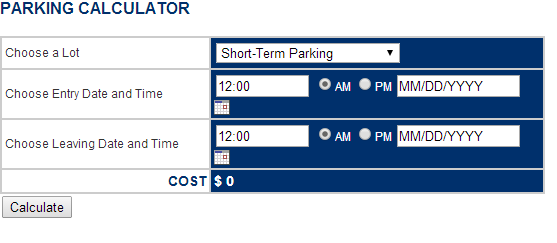 PARKING CALCULATOR
Choose a Lot Short-Term Parking
Choose Entry Date and Time 12:00 AM PM MM/DD/YYYY
Choose Leaving Date and Time 12:00 AM PM MM/DD/YYYY
COST $ 0
Calculate